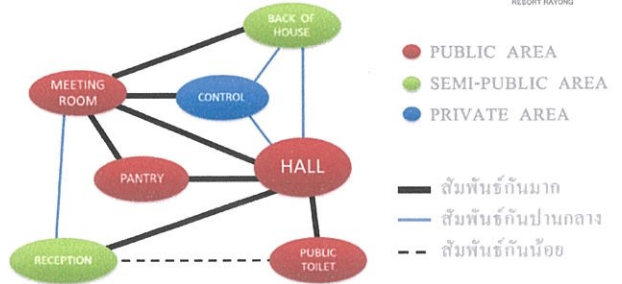 RESORT RAYONG
BACK OF
HOUSE
PUBLIC AREA
SEMI-PUBLIC AREA
PRIVATE AREA
MEETING
ROOM
CONTROL
HALL
PANTRY
สัมพันธ์กันมาก
สัมพันธ์กันปานกลาง
สัมพันธ์กันน้อย
RECEPTION
PUBLIC
TOILET